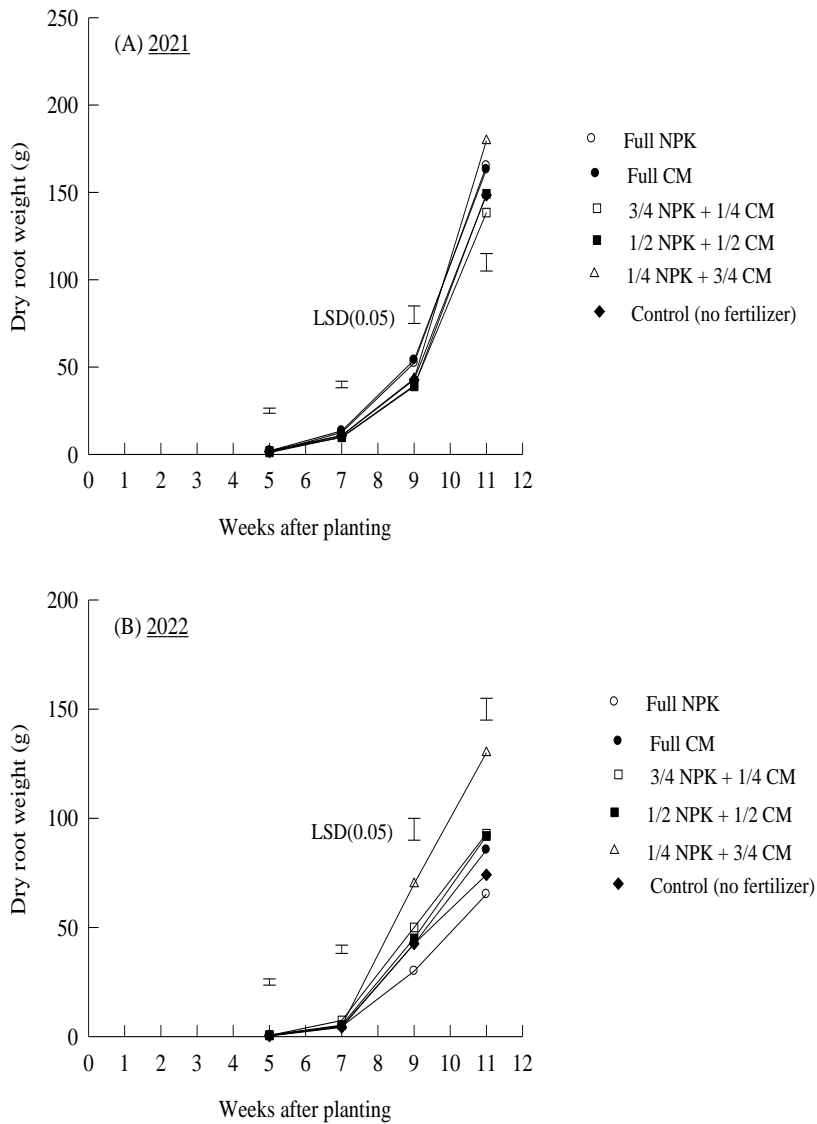 250
(A) 2021
200
150
100
50
0
Dry root weight (g)
LSD(0.05)
0 1 2 3 4 5 6 7 8 9 10 11 12
Weeks after planting
Full NPK
Full CM
3/4 NPK + 1/4 CM
1/2 NPK + 1/2 CM
1/4 NPK + 3/4 CM
Control (no fertilizer)
200
(B) 2022
150
100
50
0
Dry root weight (g)
LSD(0.05)
0 1 2 3 4 5 6 7 8 9 10 11 12
Weeks after planting
Full NPK
Full CM
3/4 NPK + 1/4 CM
1/2 NPK + 1/2 CM
1/4 NPK + 3/4 CM
Control (no fertilizer)